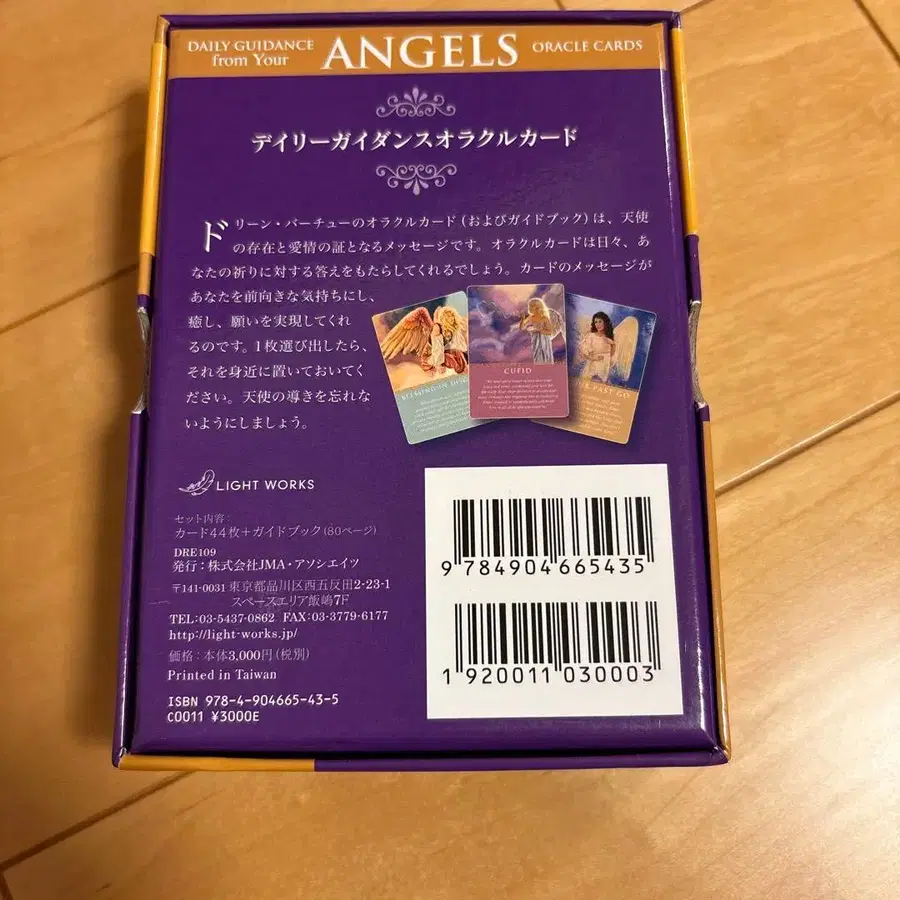 DAILY GUIDANCE
from Your
ANGELS
ORACLE CARDS
デイリーガイダンスオラクルカード
ドリーン・バーチューのオラクルカード（およびガイドブック）は、天使
の存在と愛情の証となるメッセージです。オラクルカードは日々、あ
なたの祈りに対する答えをもたらしてくれるでしょう。カードのメッセージが
あなたを前向きな気持ちにし、
癒し、願いを実現してくれ
るのです。1枚選び出したら、
それを身近に置いておいてく
ださい。天使の導きを忘れな
いようにしましょう。
CUPID
LIGHT WORKS
セット内容:
カード44枚+ガイドブック(80ページ)
DRE109
発行：株式会社JMA・アソシエイツ
〒141-0031 東京都品川区西五反田2-23-1
スペースエリア飯嶋7F
TEL:03-5437-0862 FAX:03-3779-6177
http://light-works.jp/
価格：本体3,000円(税別)
Printed in Taiwan
ISBN 978-4-904665-43-5
C0011 ¥3000E
9 784904 665435
1 920011 030003